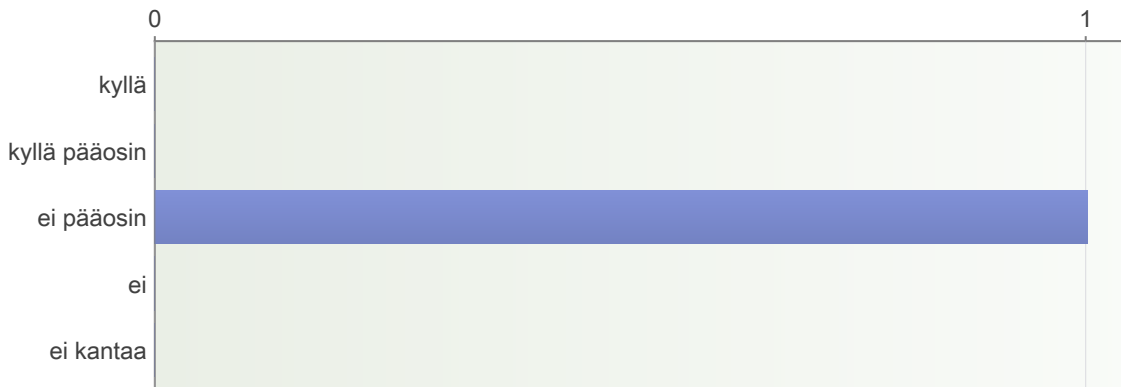 0 1
kyllä
kyllä pääosin
ei pääosin
ei
ei kantaa